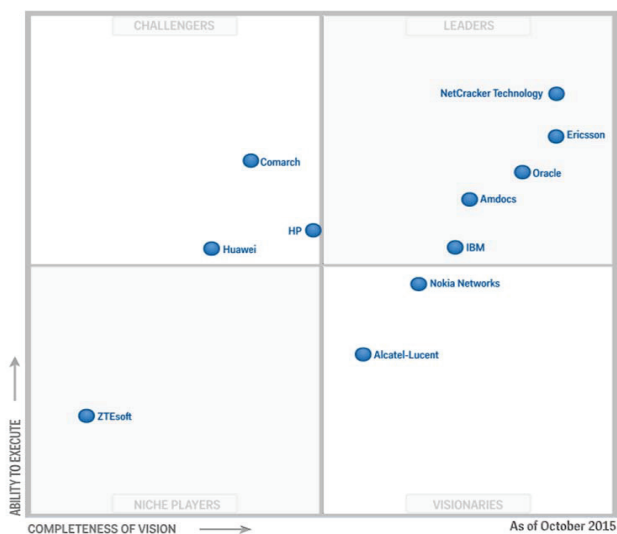 CHALLENGERS
LEADERS
NetCracker Technology
Ericsson
Comarch
Oracle
Amdocs
HP
Huawei
IBM
Nokia Networks
Alcatel-Lucent
ZTEsoft
ABILITY TO EXECUTE
NICHE PLAYERS
VISIONARIES
COMPLETENESS OF VISION
As of October 2015